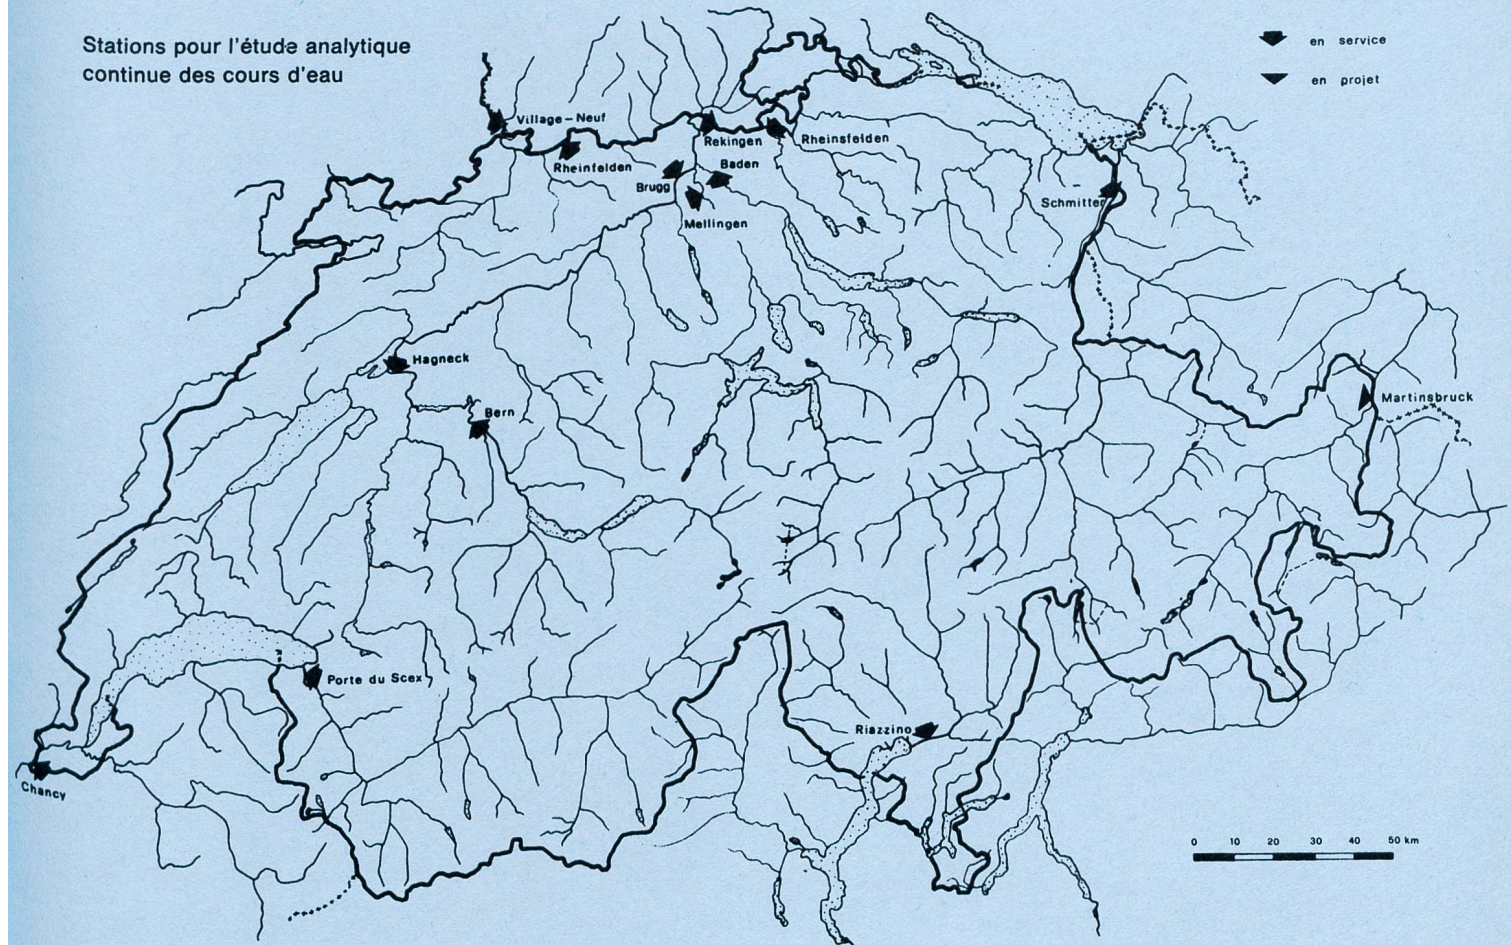 Stations pour l'étude analytique
continue des cours d'eau
en service
en projet
Village-Neuf
Rheinfelden
Rekingen
Rheinsfelden
Brugg
Baden
Mellingen
Schmitter
Hagneck
Bern
Martinsbruck
Porte du Scex
Riazzino
Chancy
0 10 20 30 40 50 km